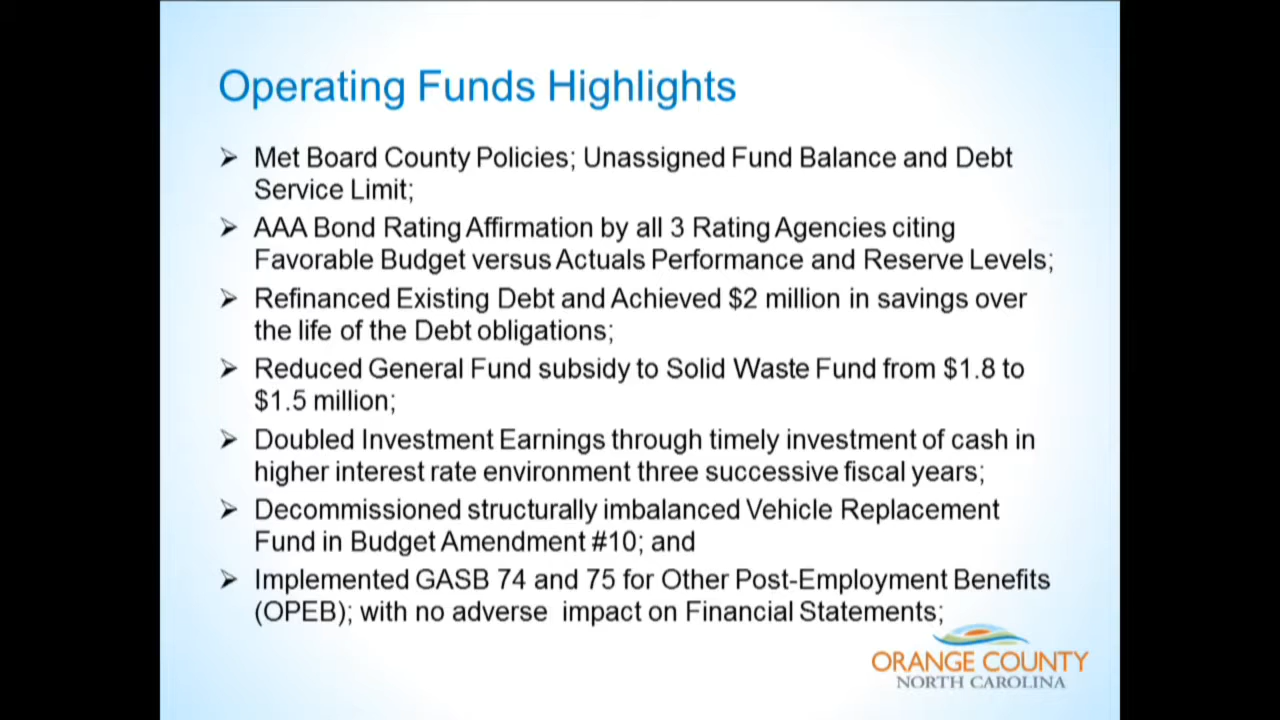 Operating Funds Highlights
➢ Met Board County Policies; Unassigned Fund Balance and Debt
Service Limit;
➢ AAA Bond Rating Affirmation by all 3 Rating Agencies citing
Favorable Budget versus Actuals Performance and Reserve Levels;
➢ Refinanced Existing Debt and Achieved $2 million in savings over
the life of the Debt obligations;
➢ Reduced General Fund subsidy to Solid Waste Fund from $1.8 to
$1.5 million;
➢ Doubled Investment Earnings through timely investment of cash in
higher interest rate environment three successive fiscal years;
➢ Decommissioned structurally imbalanced Vehicle Replacement
Fund in Budget Amendment #10; and
➢ Implemented GASB 74 and 75 for Other Post-Employment Benefits
(OPEB); with no adverse impact on Financial Statements;
ORANGE COUNTY
NORTH CAROLINA